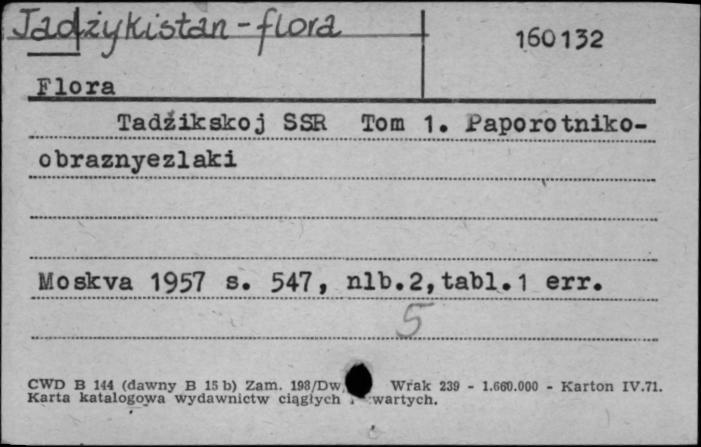 Tadżykistan - flora
160132
Flora
Tadžikskoj SSR Tom 1. Paporotniko-
obraznyezlaki
Moskva 1957 s. 547, nlb.2,tabl.1 err.
5
CWD B 144 (dawny B 15 b) Zam. 198/Dw. Wrak 239 - 1.660.000 - Karton IV.71.
Karta katalogowa wydawnictw ciągłych wartych.